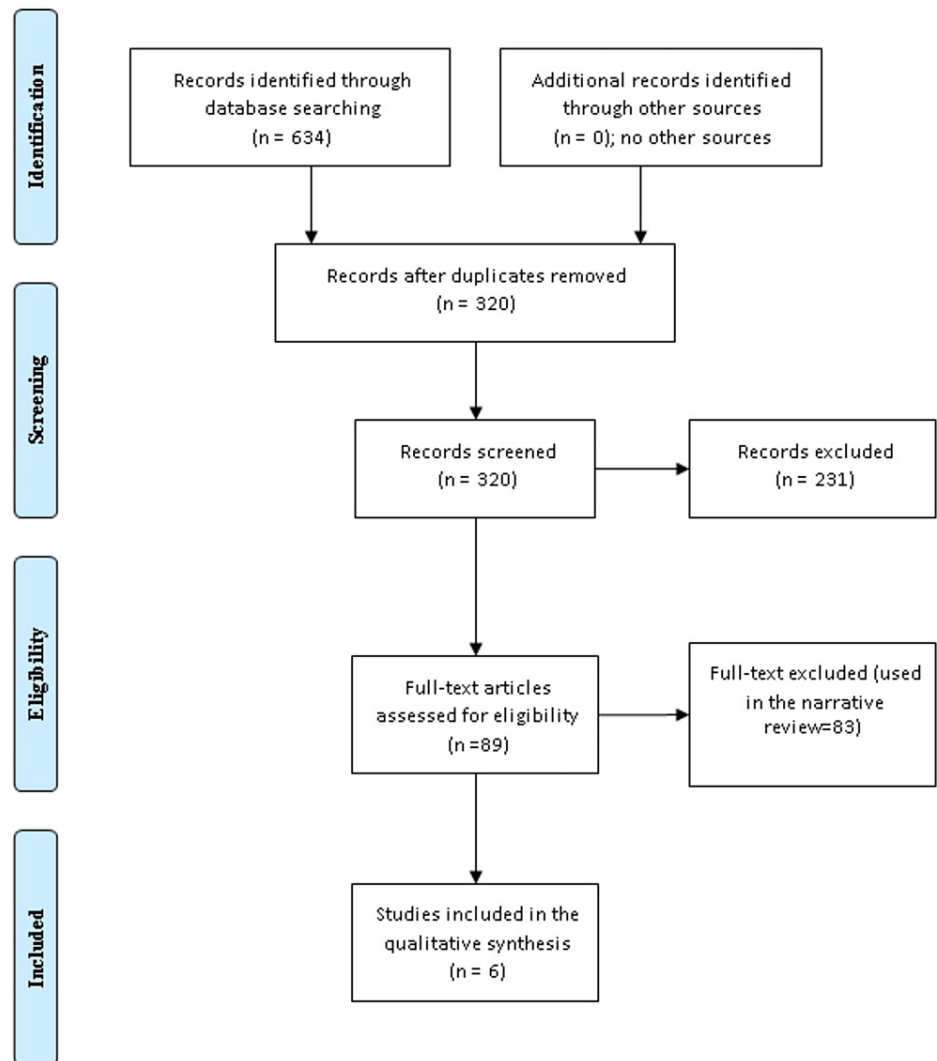 Identification
Records identified through
database searching
(n = 634)
Additional records identified
through other sources
(n = 0); no other sources
Records after duplicates removed
(n = 320)
Screening
Records screened
(n = 320)
Records excluded
(n = 231)
Eligibility
Full-text articles
assessed for eligibility
(n =89)
Full-text excluded (used
in the narrative
review=83)
Included
Studies included in the
qualitative synthesis
(n = 6)